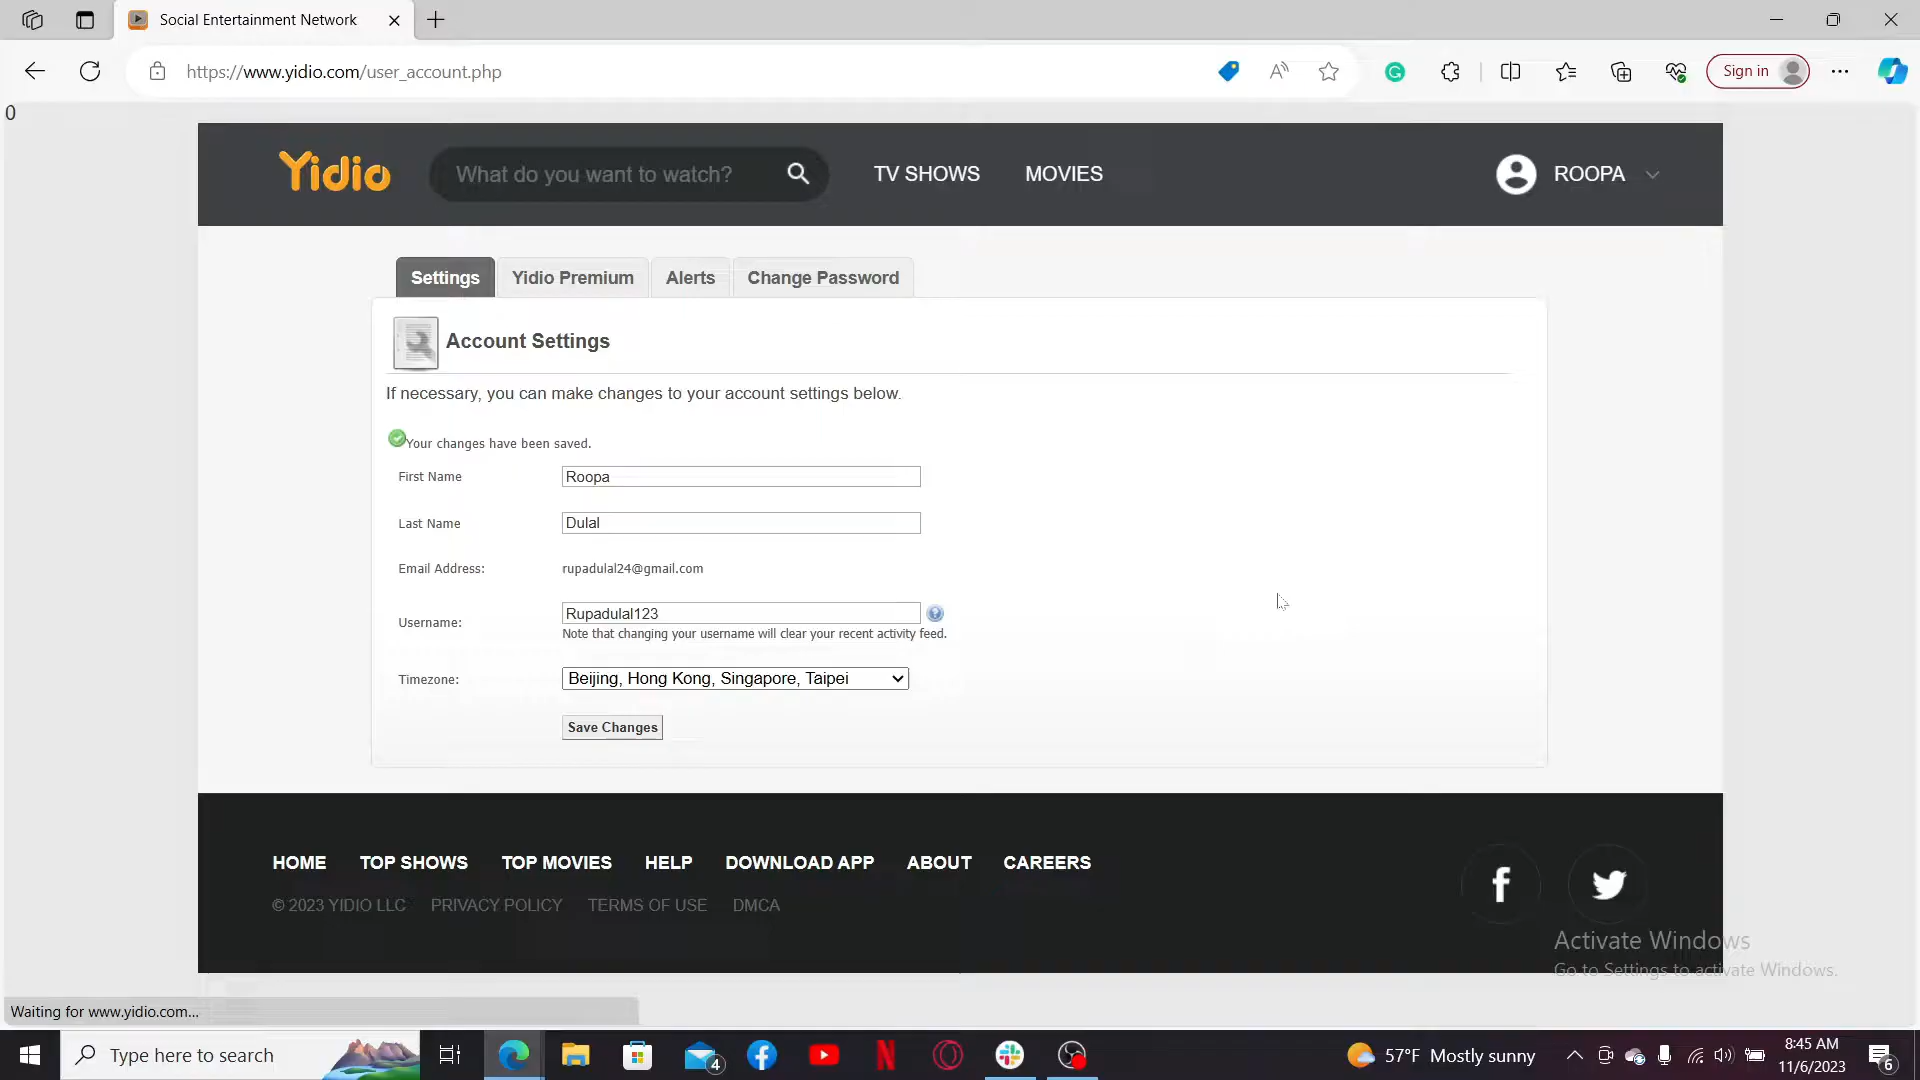 Social Entertainment Network
https://www.yidio.com/user_account.php
Sign in
0
Yidio
What do you want to watch?
TV SHOWS
MOVIES
ROOPA
Settings
Yidio Premium
Alerts
Change Password
Account Settings
If necessary, you can make changes to your account settings below.
Your changes have been saved.
First Name
Roopa
Last Name
Dulal
Email Address:
rupadulal24@gmail.com
Username:
Rupadulal123
Note that changing your username will clear your recent activity feed.
Timezone:
Beijing, Hong Kong, Singapore, Taipei
Save Changes
HOME
TOP SHOWS
TOP MOVIES
HELP
DOWNLOAD APP
ABOUT
CAREERS
© 2023 YIDIO LLC
PRIVACY POLICY
TERMS OF USE
DMCA
Activate Windows
Go to Settings to activate Windows.
Waiting for www.yidio.com...
Type here to search
4
57°F Mostly sunny
8:45 AM
11/6/2023
6